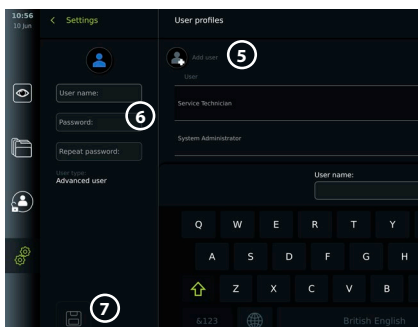 10:56
10 Jun
Settings
User profiles
Add user
5
User
User name:
Service Technician
Password:
6
System Administrator
Repeat password:
User type:
Advanced user
User name:
Q W E R T Y
A S D F G H
Z X C V B
7
&123
British English